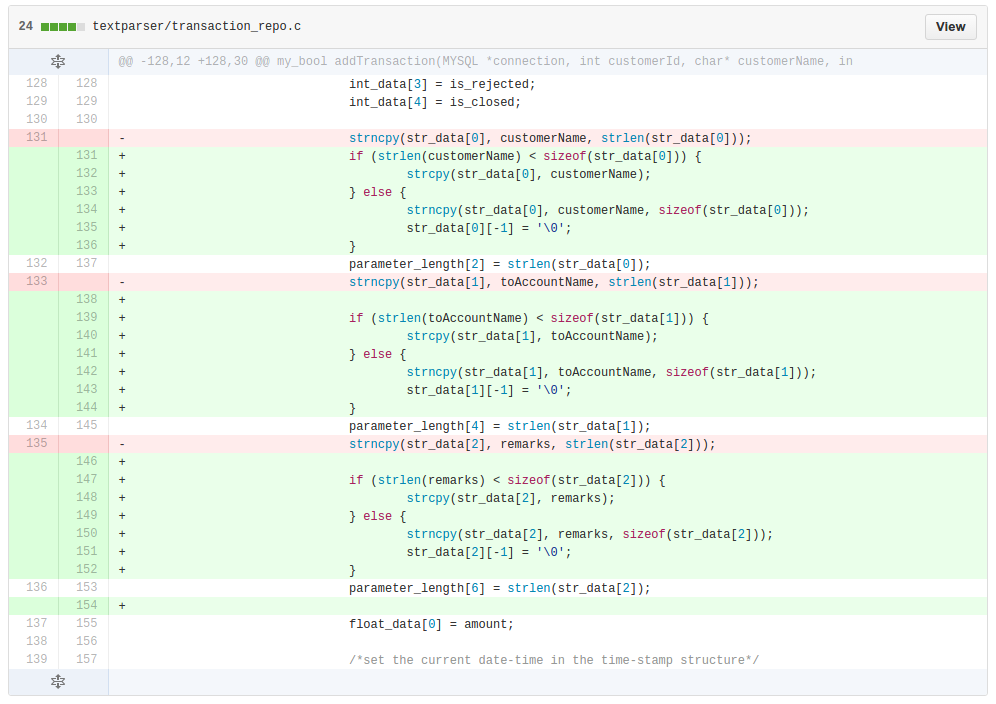 24 textparser/transaction_repo.c View
@@ -128,12 +128,30 @@ my_bool addTransaction(MYSQL *connection, int customerId, char* customerName, in
128 128 int_data[3] = is_rejected;
129 129 int_data[4] = is_closed;
130 130
131 - strncpy(str_data[0], customerName, strlen(str_data[0]));
131 + if (strlen(customerName) < sizeof(str_data[0])) {
132 + strcpy(str_data[0], customerName);
133 + } else {
134 + strncpy(str_data[0], customerName, sizeof(str_data[0]));
135 + str_data[0][-1] = '\0';
136 + }
132 137 parameter_length[2] = strlen(str_data[0]);
133 - strncpy(str_data[1], toAccountName, strlen(str_data[1]));
138 +
139 + if (strlen(toAccountName) < sizeof(str_data[1])) {
140 + strcpy(str_data[1], toAccountName);
141 + } else {
142 + strncpy(str_data[1], toAccountName, sizeof(str_data[1]));
143 + str_data[1][-1] = '\0';
144 + }
134 145 parameter_length[4] = strlen(str_data[1]);
135 - strncpy(str_data[2], remarks, strlen(str_data[2]));
146 +
147 + if (strlen(remarks) < sizeof(str_data[2])) {
148 + strcpy(str_data[2], remarks);
149 + } else {
150 + strncpy(str_data[2], remarks, sizeof(str_data[2]));
151 + str_data[2][-1] = '\0';
152 + }
136 153 parameter_length[6] = strlen(str_data[2]);
154 +
137 155 float_data[0] = amount;
138 156
139 157 /*set the current date-time in the time-stamp structure*/